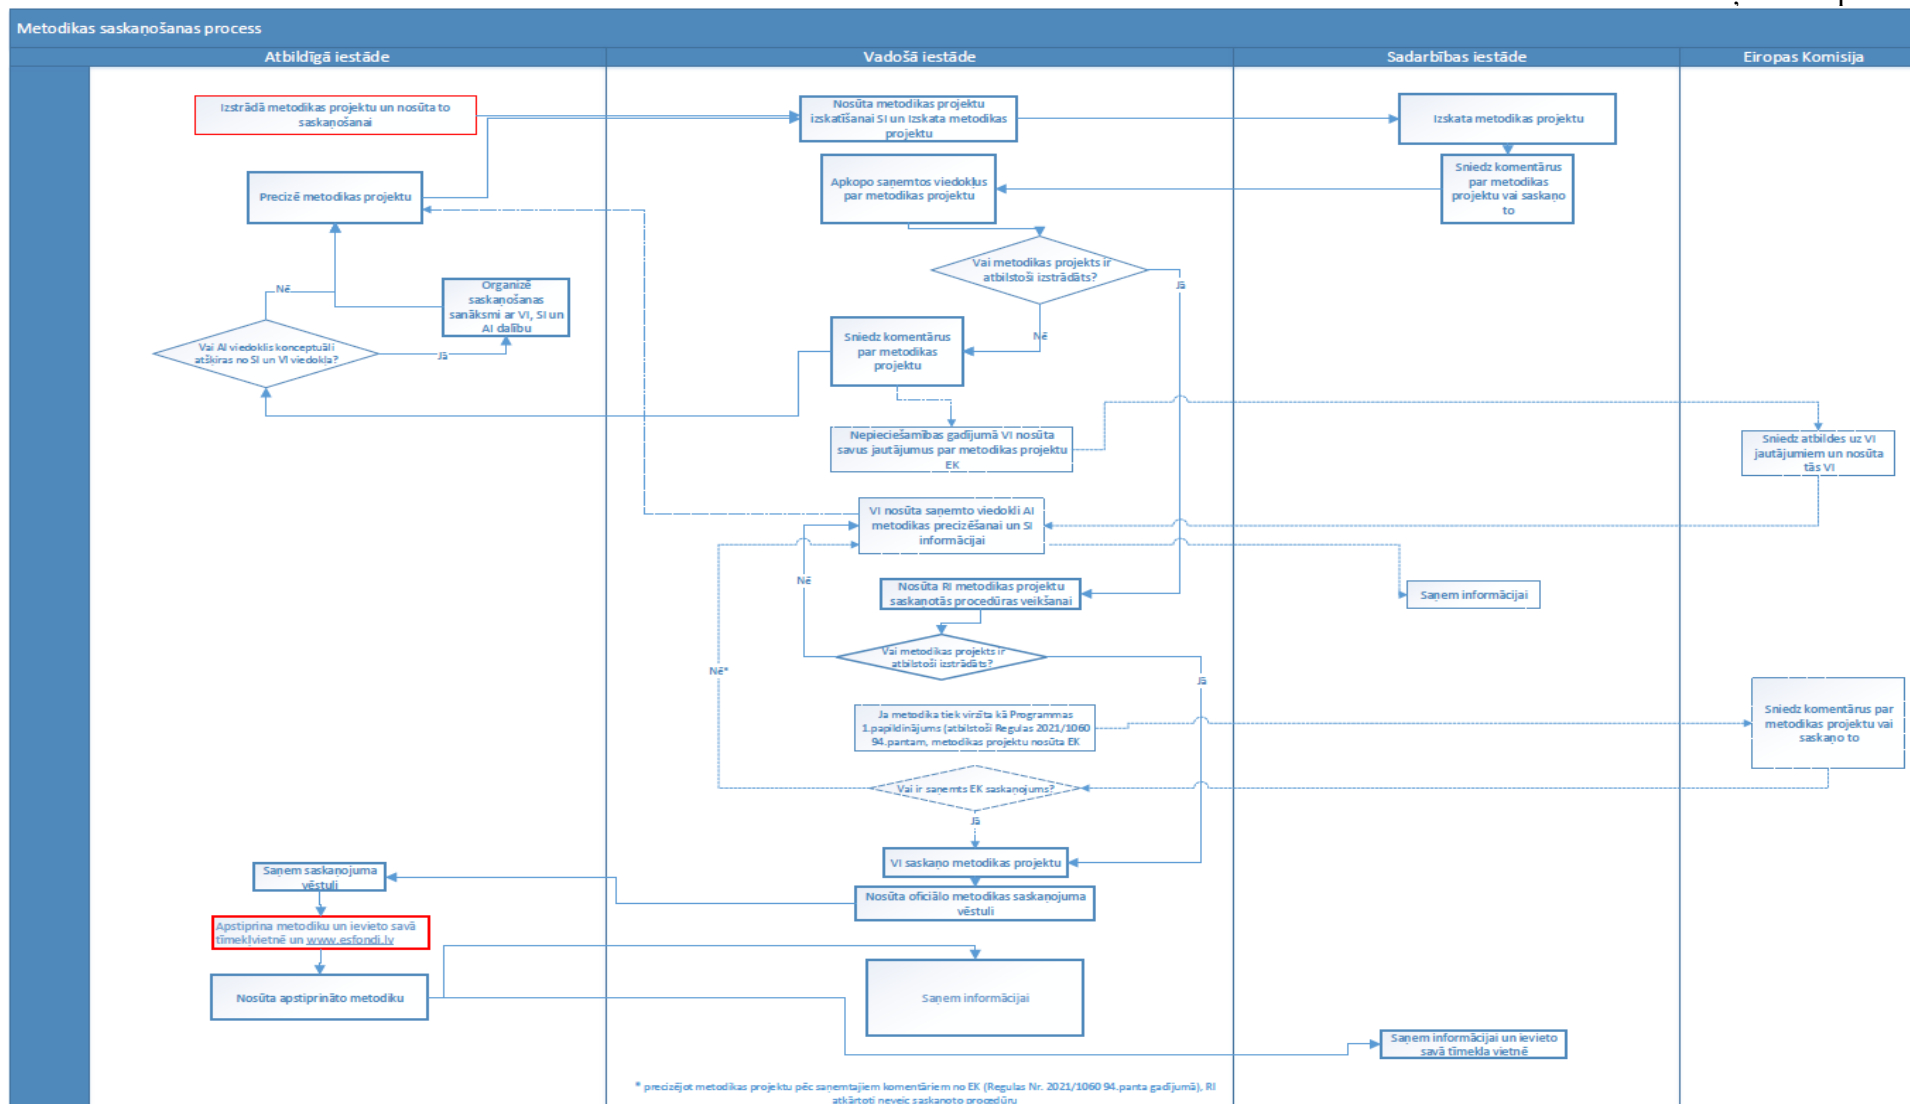 Metodikas saskaņošanas process
Atbildīgā iestāde
Vadošā iestāde
Sadarbības iestāde
Eiropas Komisija
Izstrādā metodikas projektu un nosūta to
saskaņošanai
Nosūta metodikas projektu
izskatīšanai SI un Izskata metodikas
projektu
Izskata metodikas projektu
Precizē metodikas projektu
Apkopo saņemtos viedokļus
par metodikas projektu
Sniedz komentārus
par metodikas
projektu vai saskaņo
to
Vai metodikas projekts ir
atbilstoši izstrādāts?
Jā
Nē
Organizē
saskaņošanas
sanāksmi ar VI, SI un
AI dalību
Nē
Vai AI viedoklis konceptuāli
atšķiras no SI un VI viedokļa?
Jā
Sniedz komentārus
par metodikas
projektu
Nepieciešamības gadījumā VI nosūta
savus jautājumus par metodikas projektu
EK
Sniedz atbildes uz VI
jautājumiem un nosūta
tās VI
VI nosūta saņemto viedokli AI
metodikas precizēšanai un SI
informācijai
Nē
Nosūta RI metodikas projektu
saskaņotās procedūras veikšanai
Saņem informācijai
Vai metodikas projekts ir
atbilstoši izstrādāts?
Nē*
Jā
Ja metodika tiek virzīta kā Programmas
1.papildinājums (atbilstoši Regulas 2021/1060
94.pantam, metodikas projektu nosūta EK
Sniedz komentārus par
metodikas projektu vai
saskaņo to
Vai ir saņemts EK saskaņojums?
Jā
VI saskaņo metodikas projektu
Saņem saskaņojuma
vēstuli
Nosūta oficiālo metodikas saskaņojuma
vēstuli
Apstiprina metodiku un ievieto savā
tīmekļvietnē un www.esfondi.lv
Nosūta apstiprināto metodiku
Saņem informācijai
Saņem informācijai un ievieto
savā tīmekļa vietnē
* precizējot metodikas projektu pēc saņemtajiem komentāriem no EK (Regulas Nr. 2021/1060 94.panta gadījumā), RI
atkārtoti neveic saskaņoto procedūru